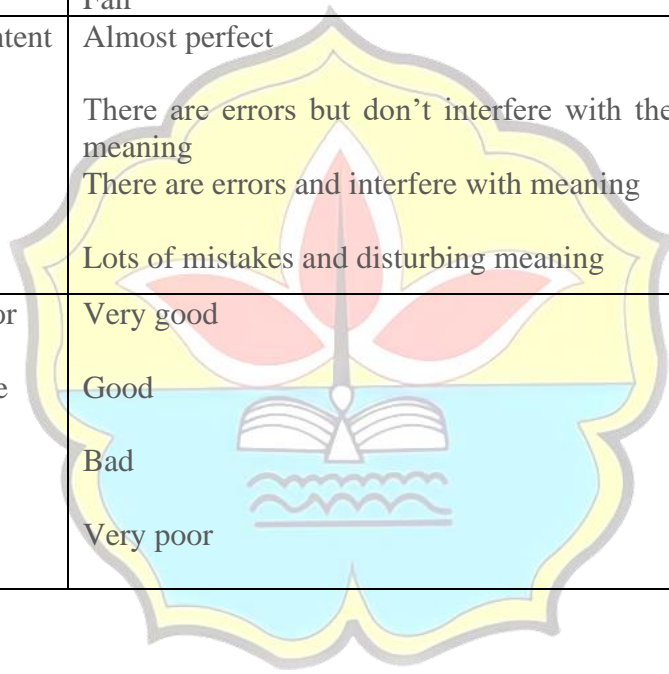 Almost perfect
There are errors but don't interfere with the
meaning
There are errors and interfere with meaning
Lots of mistakes and disturbing meaning
Very good
Good
Bad
Very poor